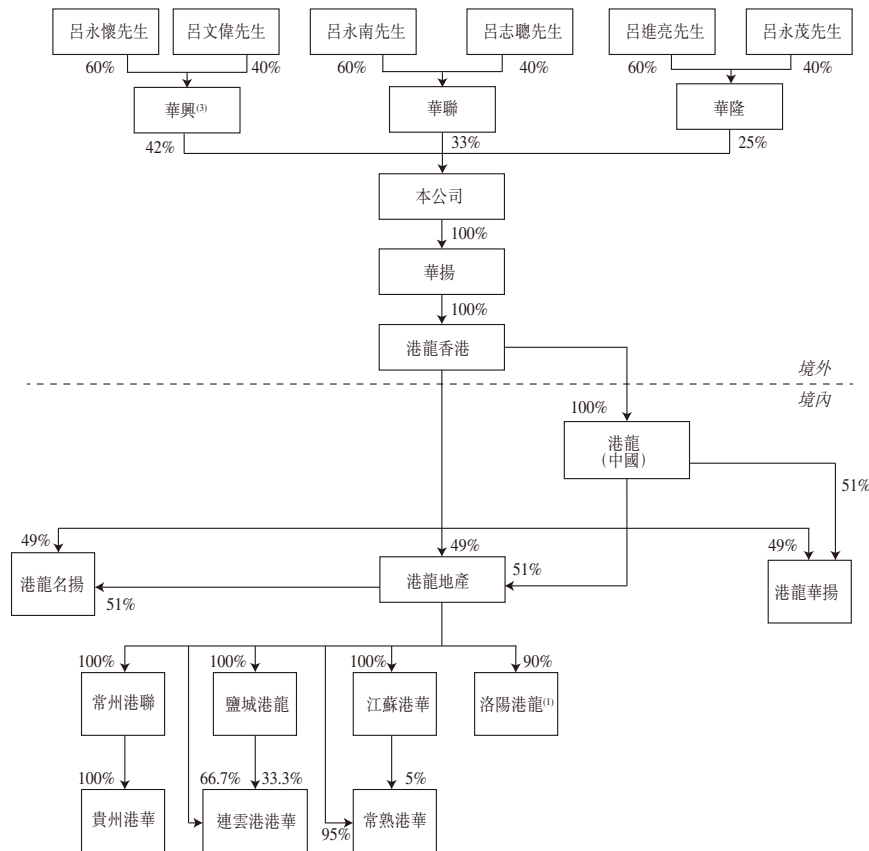 呂永懷先生
呂文偉先生
呂永南先生
呂志聰先生
呂進亮先生
呂永茂先生
60%
40%
60%
40%
60%
40%
華興(3)
華聯
華隆
42%
33%
25%
本公司
100%
華揚
100%
港龍香港
境外
境內
100%
港龍
(中國)
51%
49%
49%
49%
港龍名揚
51%
港龍地產
51%
港龍華揚
100%
100%
100%
90%
常州港聯
鹽城港龍
江蘇港華
洛陽港龍(1)
100%
66.7%
33.3%
5%
貴州港華
連雲港港華
95%
常熟港華